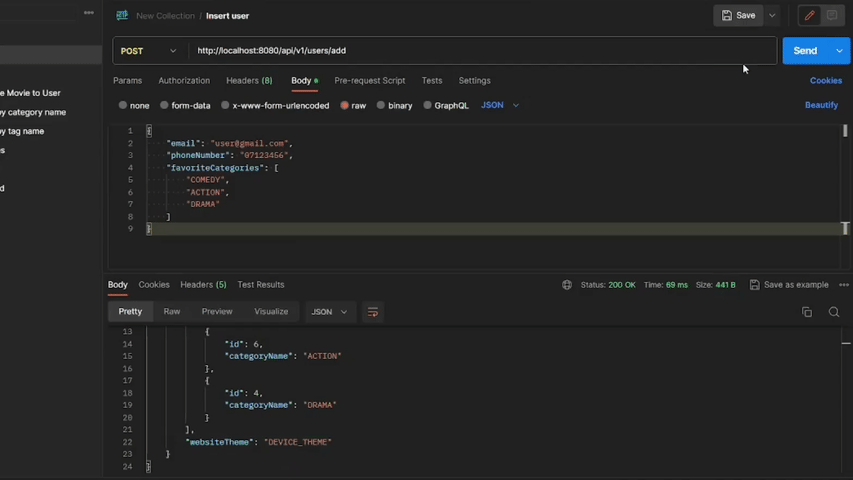 New Collection / Insert user
Save
POST
http://localhost:8080/api/v1/users/add
Send
Params
Authorization
Headers (8)
Body
Pre-request Script
Tests
Settings
Cookies
none
form-data
x-www-form-urlencoded
raw
binary
GraphQL
JSON
Beautify
e Movie to User
y category name
y tag name
s
d
1 {
2 "email": "user@gmail.com",
3 "phoneNumber": "07123456",
4 "favoriteCategories": [
5 "COMEDY",
6 "ACTION",
7 "DRAMA"
8 ]
9 }
Body
Cookies
Headers (5)
Test Results
Status: 200 OK
Time: 69 ms
Size: 441 B
Save as example
Pretty
Raw
Preview
Visualize
JSON
13 {
14 "id": 6,
15 "categoryName": "ACTION"
16 },
17 {
18 "id": 4,
19 "categoryName": "DRAMA"
20 }
21 ],
22 "websiteTheme": "DEVICE_THEME"
23 }
24 }